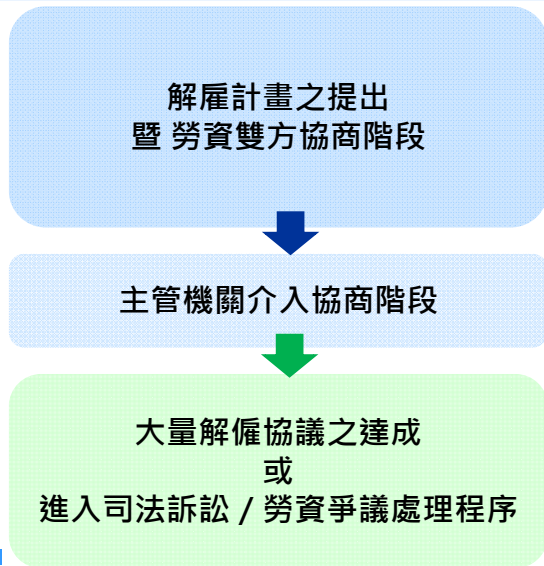 解雇計畫之提出
暨 勞資雙方協商階段
主管機關介入協商階段
大量解僱協議之達成
或
進入司法訴訟 / 勞資爭議處理程序